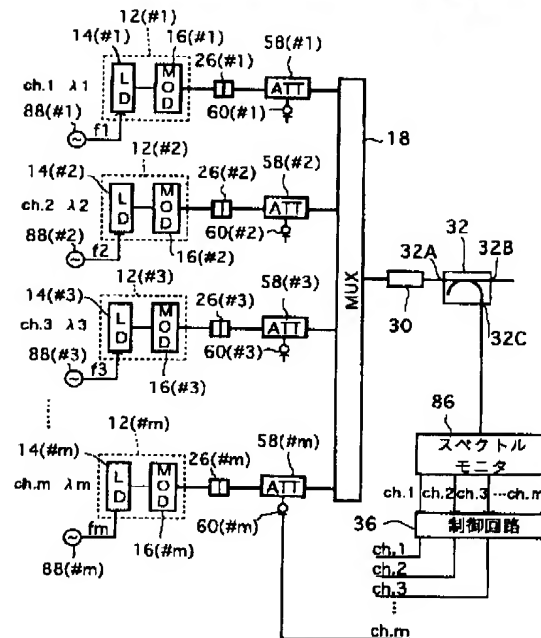 12(#1)
14(#1)
16(#1)
58(#1)
26(#1)
LD
MOD
ATT
ch.1 λ1
88(#1)
f1
60(#1)
18
12(#2)
14(#2)
26(#2)
58(#2)
LD
MOD
ATT
ch.2 λ2
88(#2)
f2
60(#2)
16(#2)
12(#3)
14(#3)
26(#3)
58(#3)
LD
MOD
ATT
ch.3 λ3
88(#3)
f3
60(#3)
16(#3)
MUX
30
32A
32
32B
32C
12(#m)
14(#m)
26(#m)
58(#m)
LD
MOD
ATT
ch.m λm
88(#m)
fm
60(#m)
16(#m)
86
スペクトル
モニタ
ch.1
ch.2
ch.3
…ch.m
36
制御回路
ch.1
ch.2
ch.3
ch.m